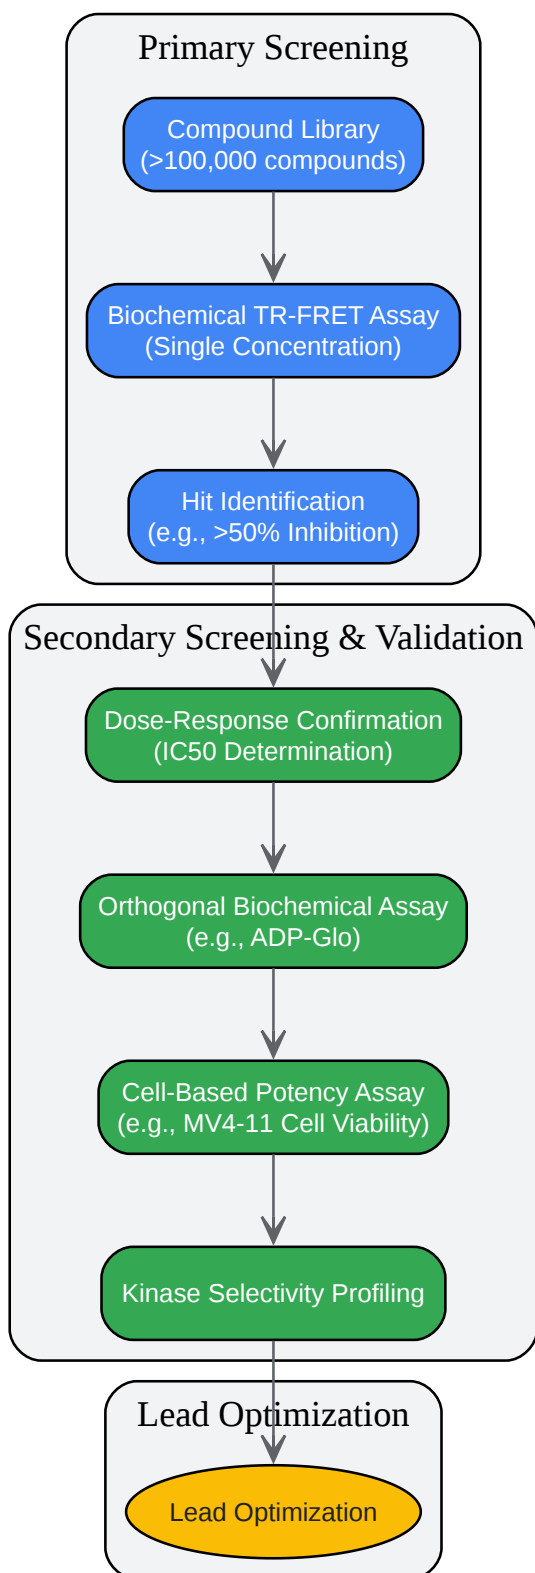 Primary Screening
Compound Library
(>100,000 compounds)
Biochemical TR-FRET Assay
(Single Concentration)
Hit Identification
(e.g., >50% Inhibition)
Secondary Screening & Validation
Dose-Response Confirmation
(IC50 Determination)
Orthogonal Biochemical Assay
(e.g., ADP-Glo)
Cell-Based Potency Assay
(e.g., MV4-11 Cell Viability)
Kinase Selectivity Profiling
Lead Optimization
Lead Optimization